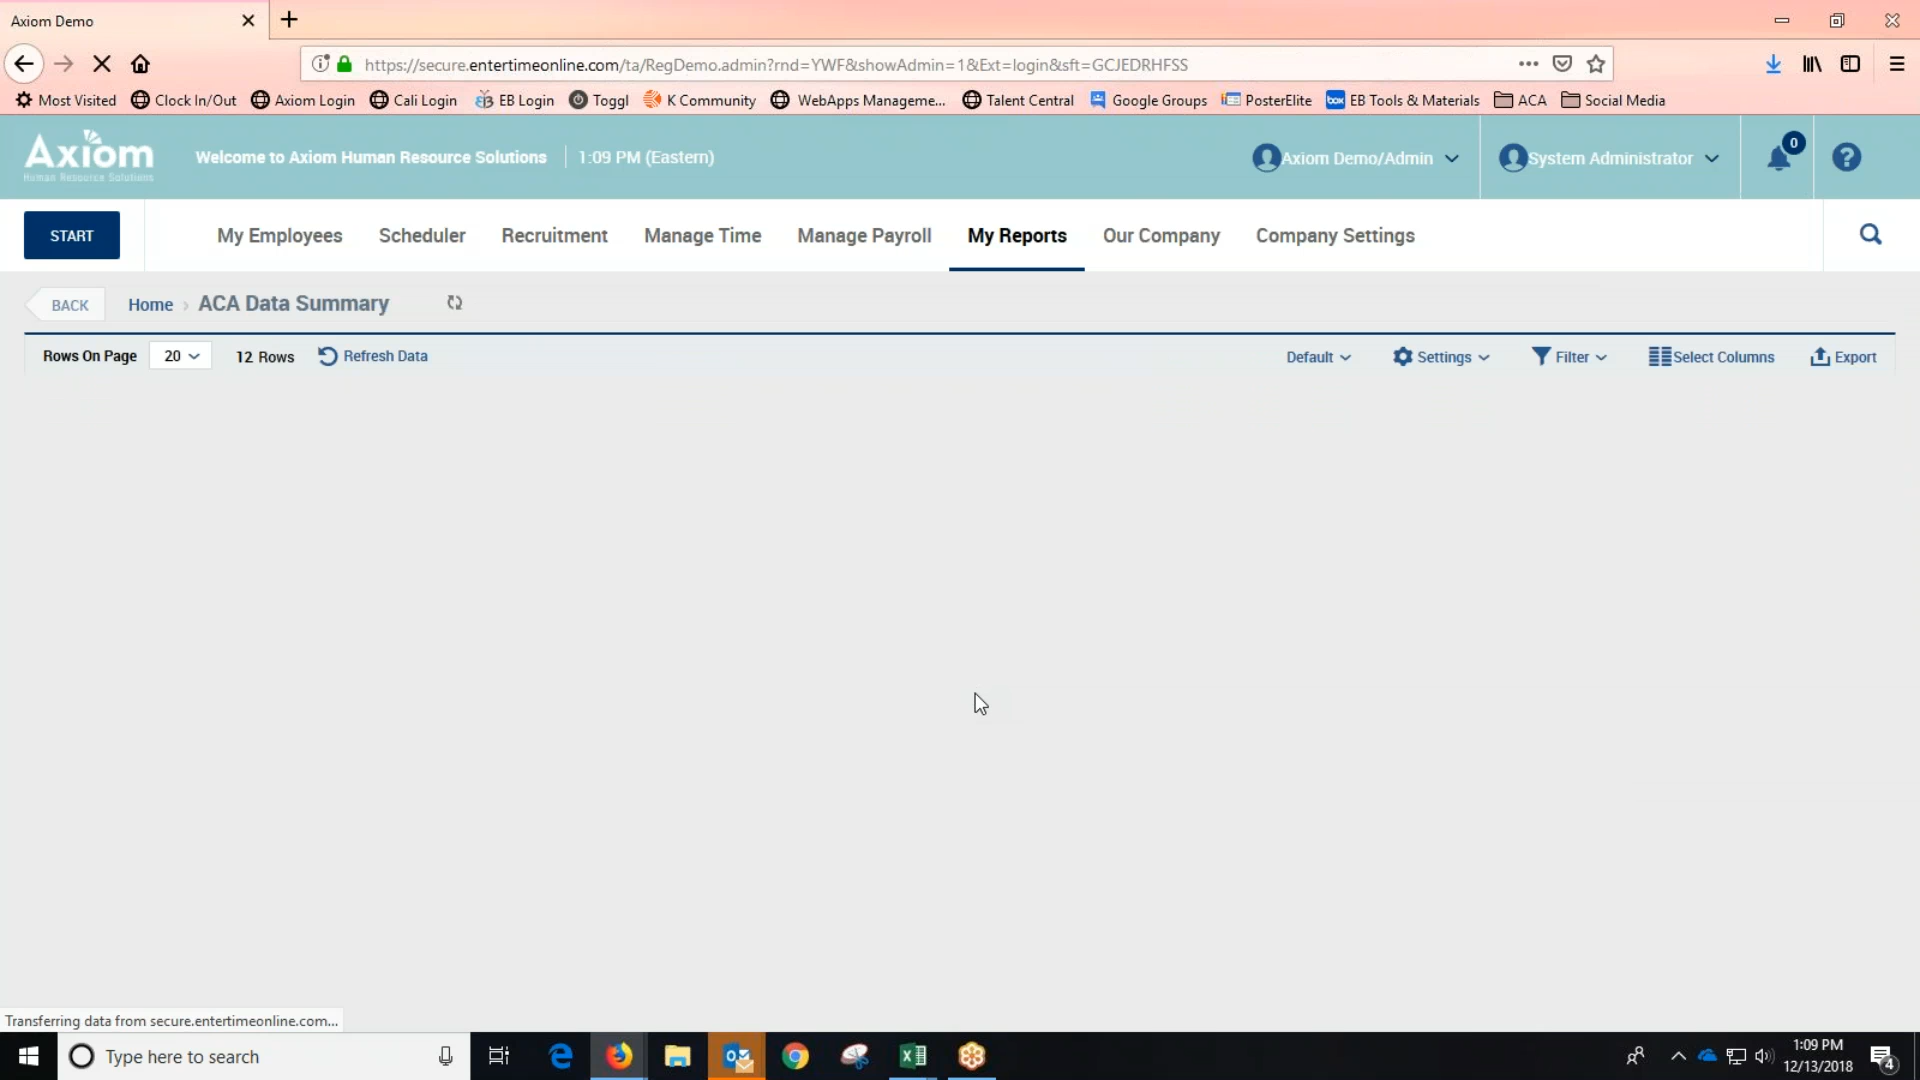 Axiom Demo
https://secure.entertimeonline.com/ta/RegDemo.admin?rnd=YWF&showAdmin=1&Ext=login&sft=GCJEDRHFSS
Most Visited Clock In/Out Axiom Login Cali Login EB Login Toggl K Community WebApps Manageme... Talent Central Google Groups PosterElite box EB Tools & Materials ACA Social Media
Axiom
Human Resource Solutions
Welcome to Axiom Human Resource Solutions 1:09 PM (Eastern) Axiom Demo/Admin System Administrator 0 ?
START My Employees Scheduler Recruitment Manage Time Manage Payroll My Reports Our Company Company Settings
BACK Home › ACA Data Summary
Rows On Page 20 12 Rows Refresh Data Default Settings Filter Select Columns Export
Transferring data from secure.entertimeonline.com...
Type here to search
1:09 PM
12/13/2018
4